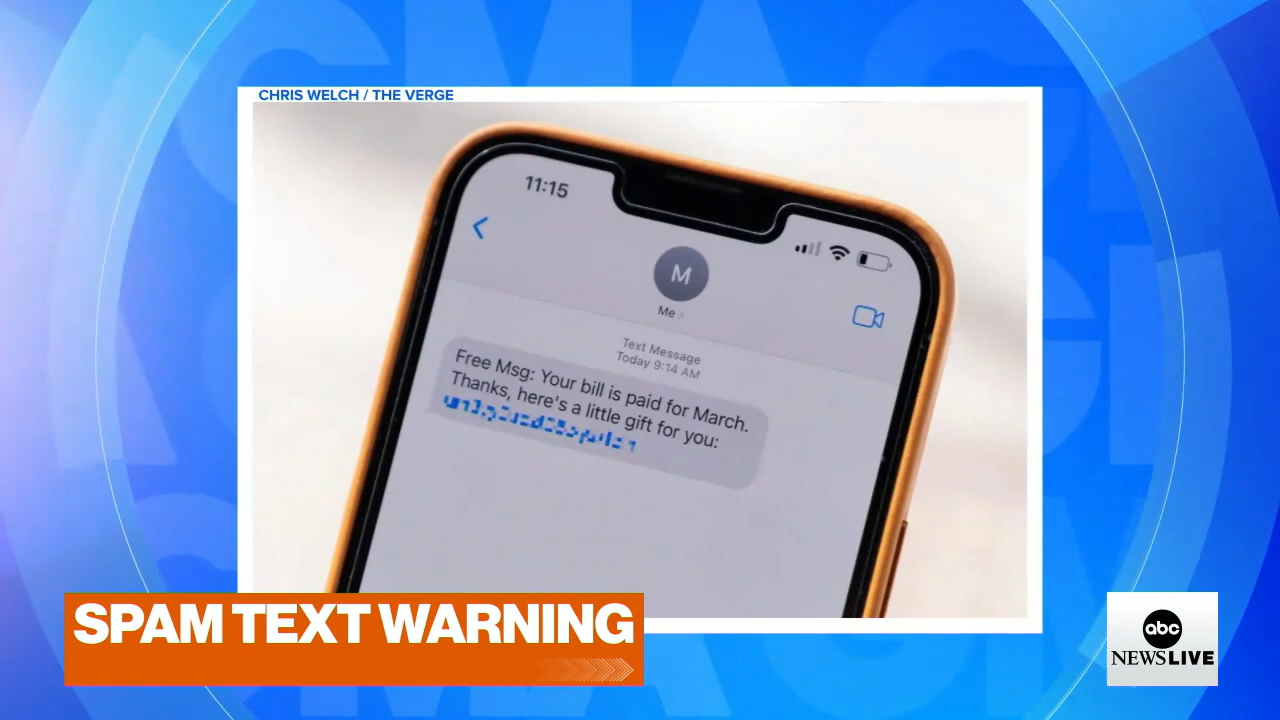 CHRIS WELCH / THE VERGE
11:15
M
Me
Text Message
Today 9:14 AM
Free Msg: Your bill is paid for March.
Thanks, here's a little gift for you:
SPAM TEXT WARNING
abc
NEWS LIVE